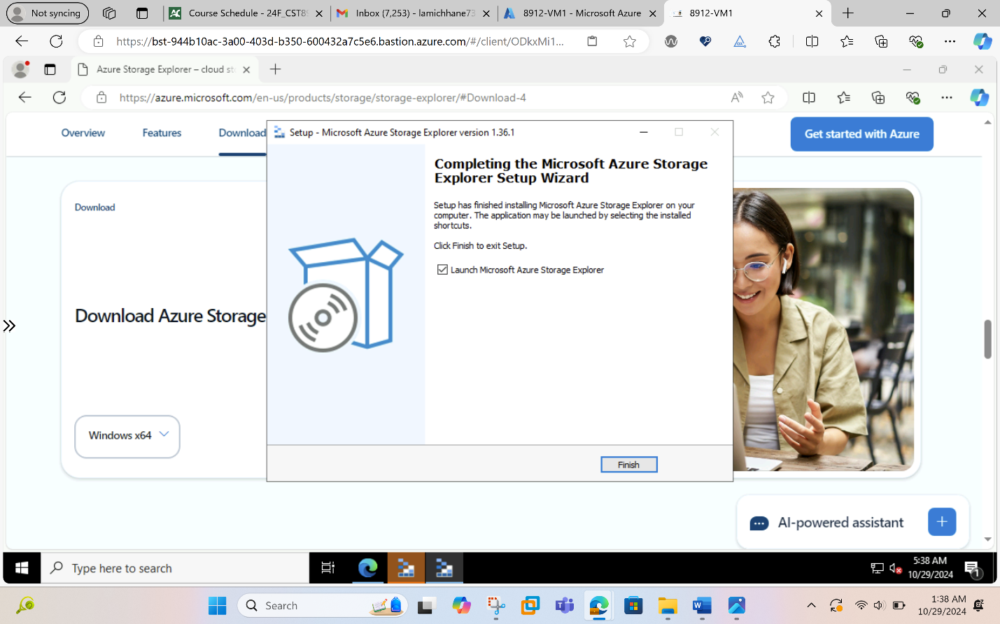 Not syncing
Course Schedule - 24F_CST89
Inbox (7,253) - lamichhane73
8912-VM1 - Microsoft Azure
8912-VM1
https://bst-944b10ac-3a00-403d-b350-600432a7c5e6.bastion.azure.com/#/client/ODkxMi1...
Azure Storage Explorer – cloud st
https://azure.microsoft.com/en-us/products/storage/storage-explorer/#Download-4
Overview
Features
Download
Get started with Azure
Setup - Microsoft Azure Storage Explorer version 1.36.1
Completing the Microsoft Azure Storage
Explorer Setup Wizard
Setup has finished installing Microsoft Azure Storage Explorer on your
computer. The application may be launched by selecting the installed
shortcuts.
Click Finish to exit Setup.
Launch Microsoft Azure Storage Explorer
Finish
Download
Download Azure Storage
Windows x64
AI-powered assistant
Type here to search
5:38 AM
10/29/2024
1
Search
1:38 AM
10/29/2024